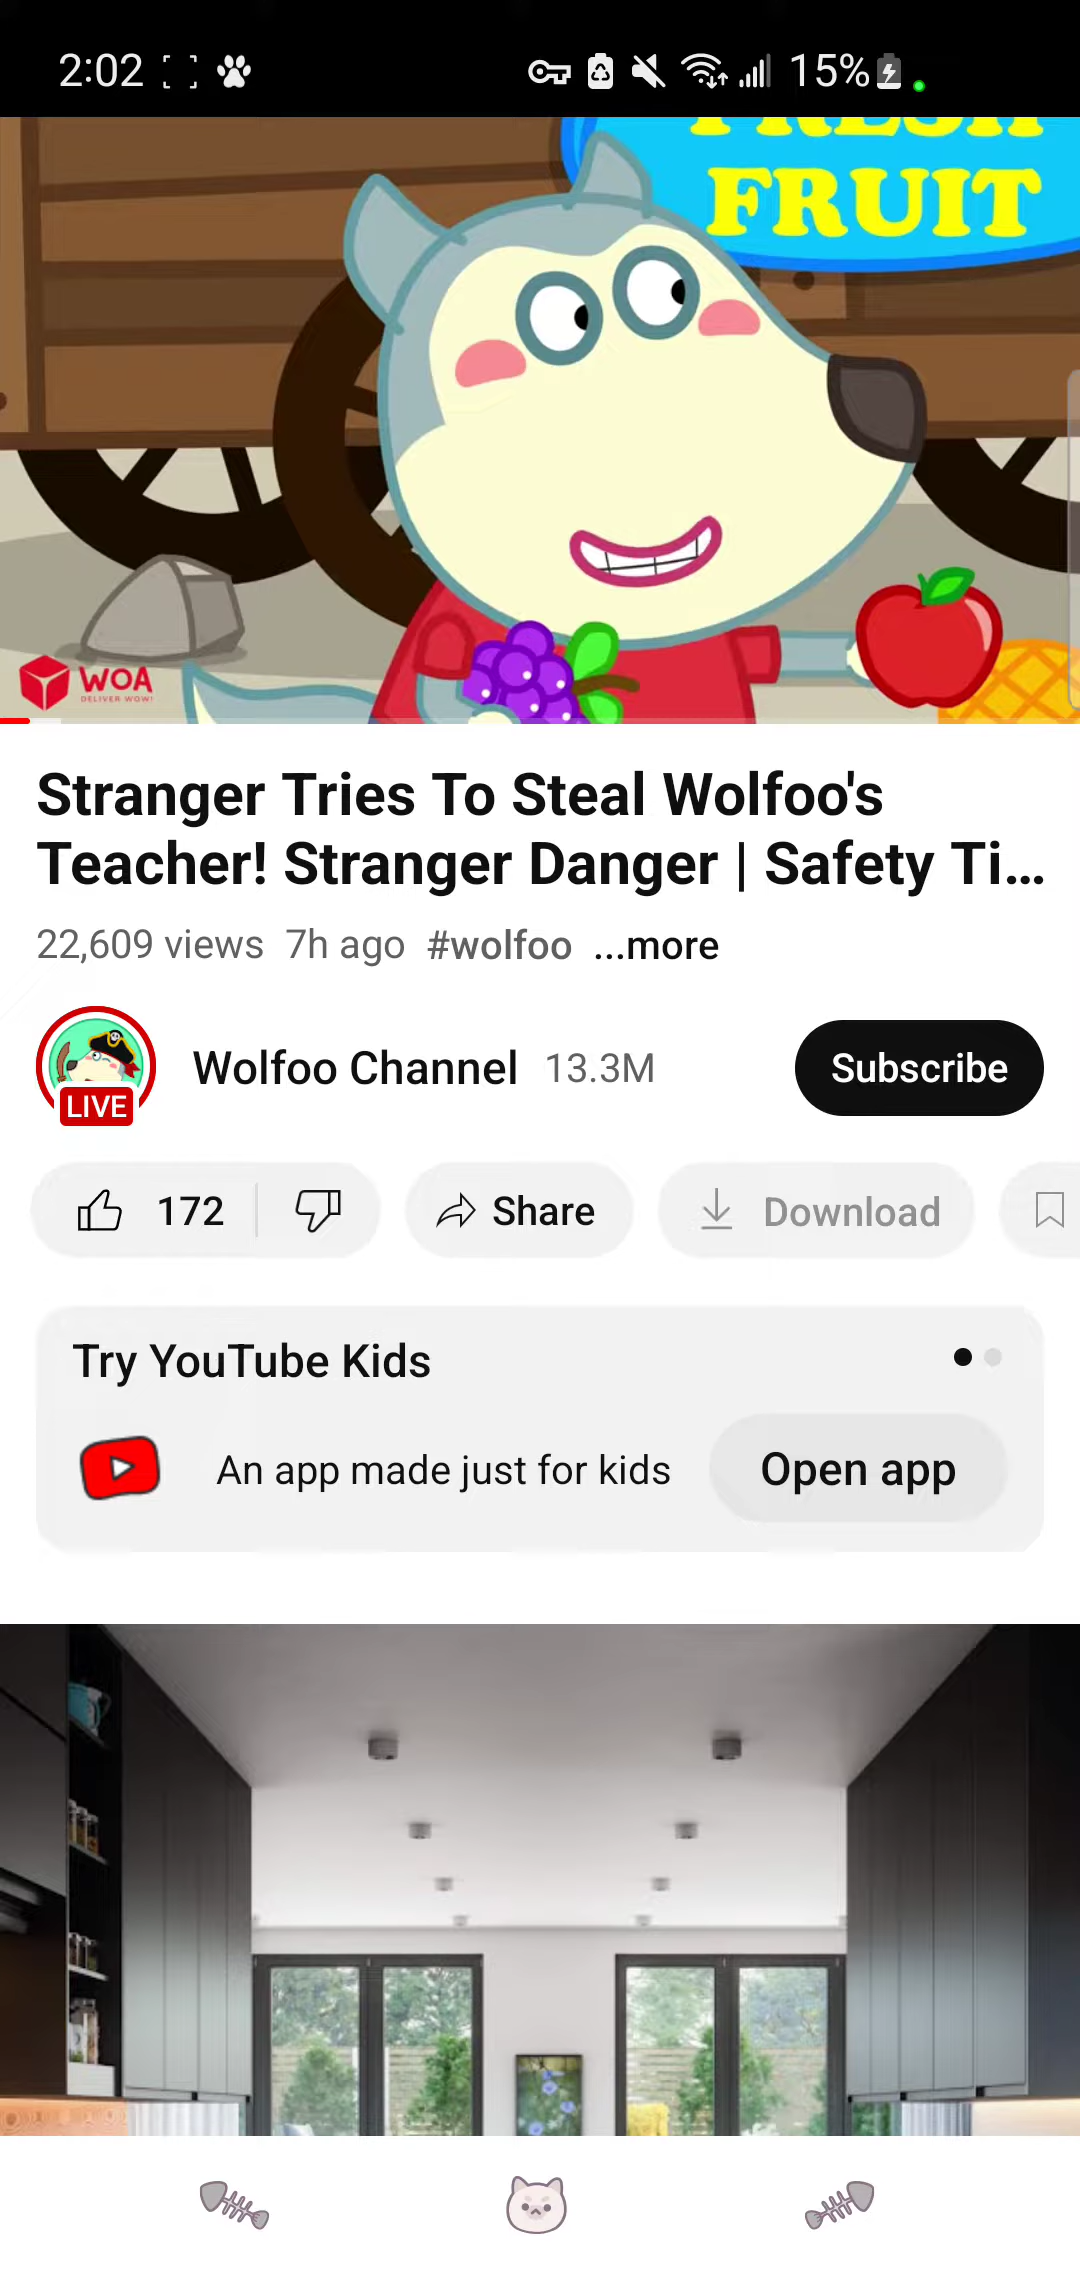 2:02
15%
FRESH
FRUIT
WOA
DELIVER WOW!
Stranger Tries To Steal Wolfoo's
Teacher! Stranger Danger | Safety Ti...
22,609 views 7h ago #wolfoo ...more
LIVE
Wolfoo Channel 13.3M
Subscribe
172
Share
Download
Try YouTube Kids
An app made just for kids
Open app